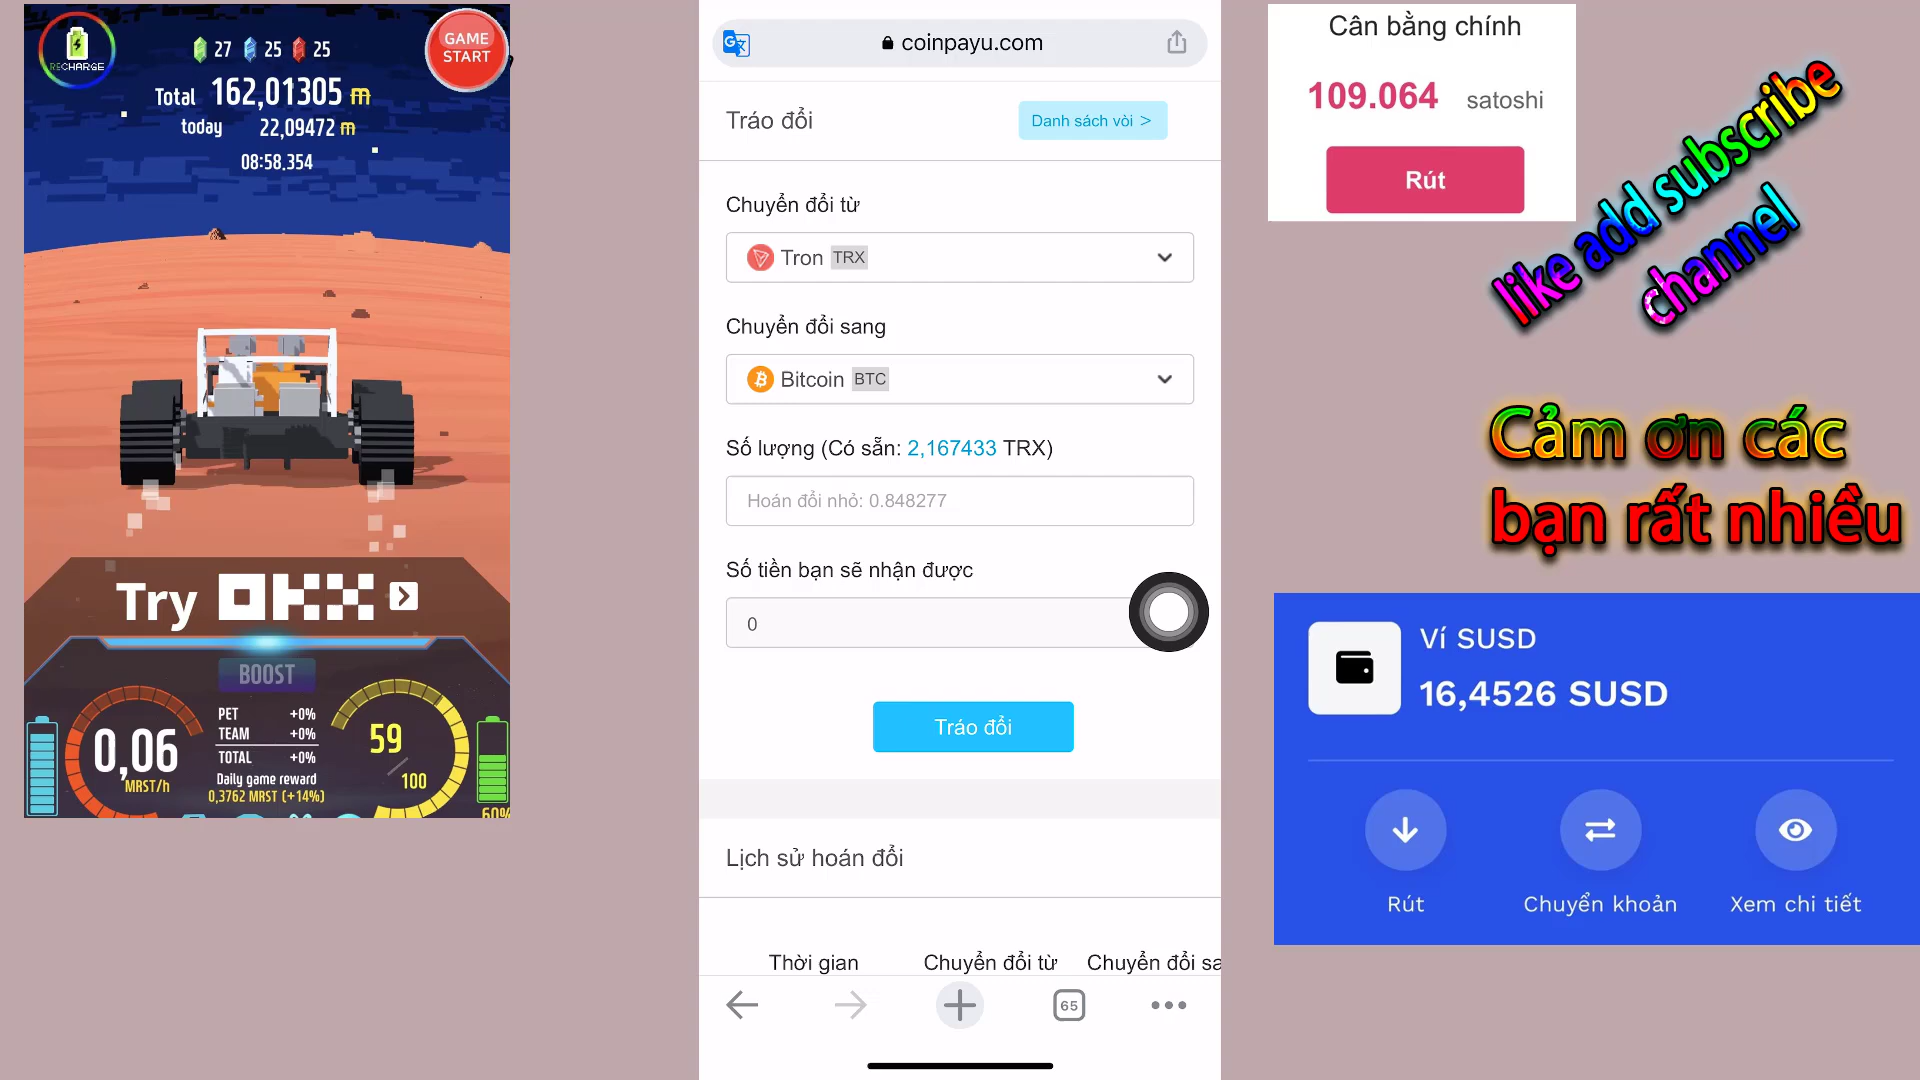 RECHARGE
27 25 25
GAME START
Total 162,01305 m
today 22,09472 m
08:58.354
Try OKX
BOOST
0,06
MRST/h
PET +0%
TEAM +0%
TOTAL +0%
Daily game reward
0,3762 MRST (+14%)
59
100
60%
coinpayu.com
Tráo đổi
Danh sách vòi >
Chuyển đổi từ
Tron TRX
Chuyển đổi sang
Bitcoin BTC
Số lượng (Có sẵn: 2,167433 TRX)
Hoán đổi nhỏ: 0.848277
Số tiền bạn sẽ nhận được
0
Tráo đổi
Lịch sử hoán đổi
Thời gian Chuyển đổi từ Chuyển đổi sa
65
Cân bằng chính
109.064 satoshi
Rút
like add subscribe
channel
Cảm ơn các
bạn rất nhiều
Ví SUSD
16,4526 SUSD
Rút Chuyển khoản Xem chi tiết